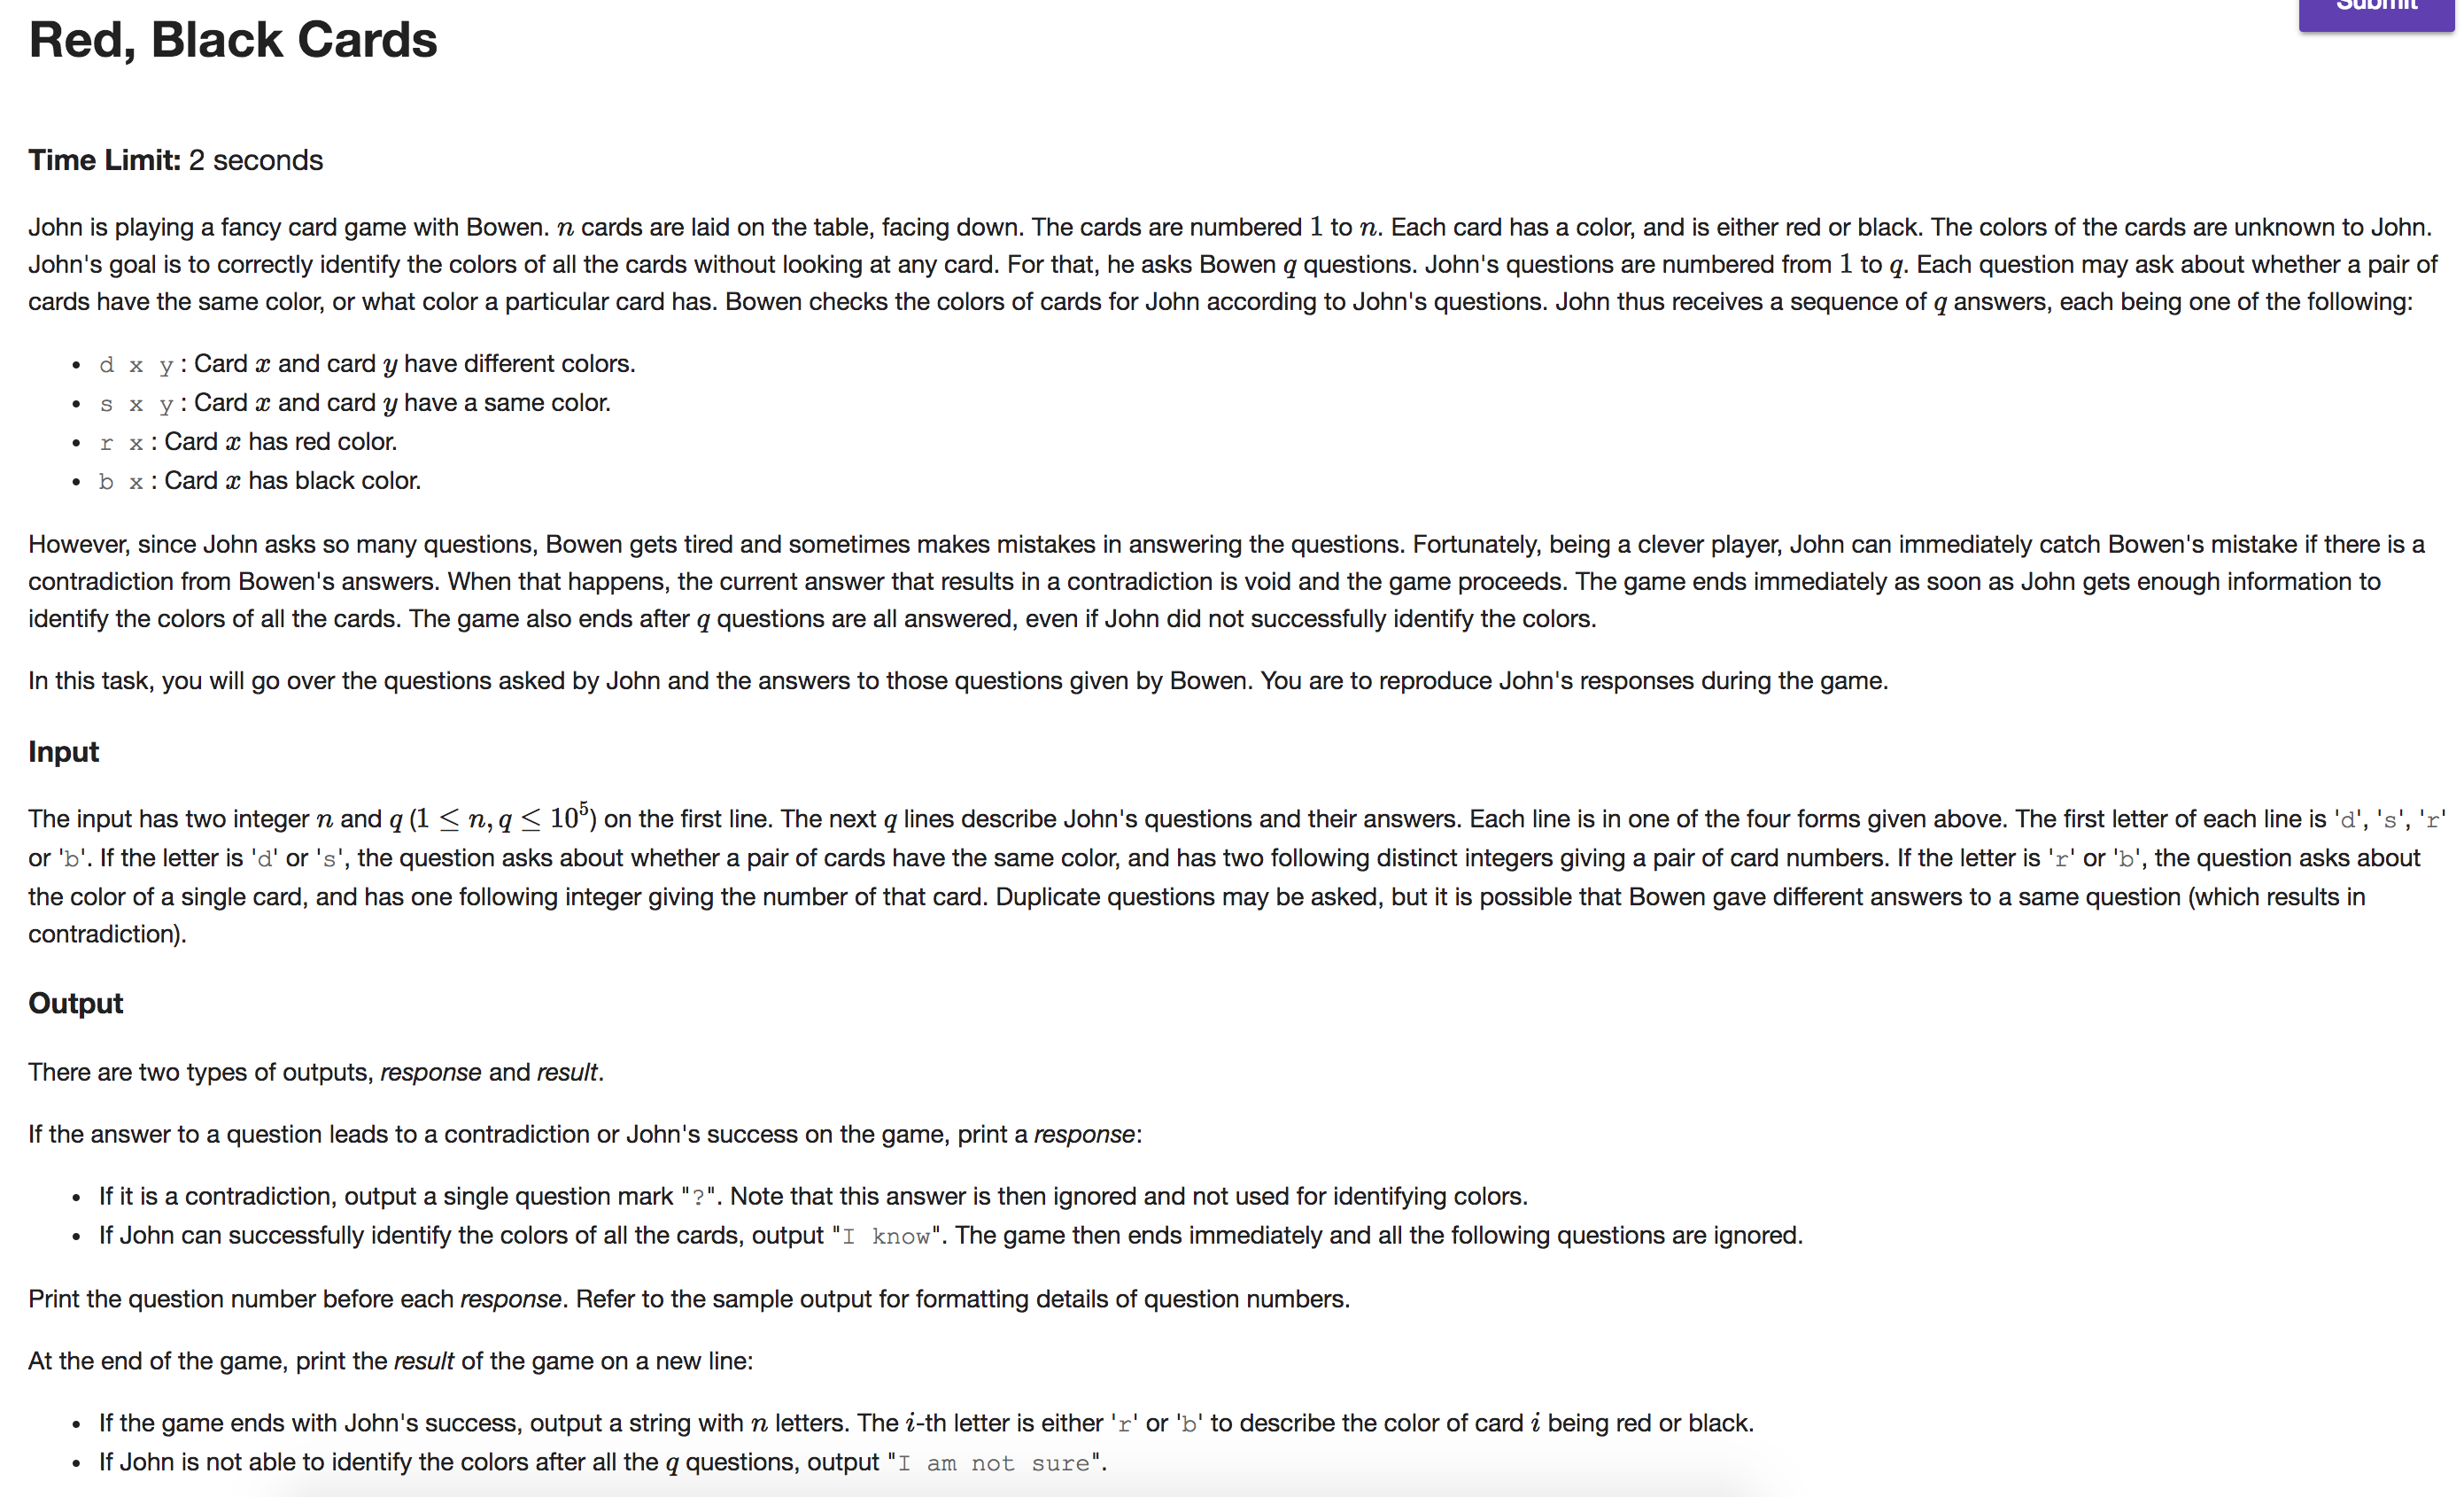 Submit
Red, Black Cards
Time Limit: 2 seconds
John is playing a fancy card game with Bowen. n cards are laid on the table, facing down. The cards are numbered 1 to n. Each card has a color, and is either red or black. The colors of the cards are unknown to John.
John's goal is to correctly identify the colors of all the cards without looking at any card. For that, he asks Bowen q questions. John's questions are numbered from 1 to q. Each question may ask about whether a pair of
cards have the same color, or what color a particular card has. Bowen checks the colors of cards for John according to John's questions. John thus receives a sequence of q answers, each being one of the following:
• d x y: Card x and card y have different colors.
• s x y: Card x and card y have a same color.
• r x: Card x has red color.
• b x: Card x has black color.
However, since John asks so many questions, Bowen gets tired and sometimes makes mistakes in answering the questions. Fortunately, being a clever player, John can immediately catch Bowen's mistake if there is a
contradiction from Bowen's answers. When that happens, the current answer that results in a contradiction is void and the game proceeds. The game ends immediately as soon as John gets enough information to
identify the colors of all the cards. The game also ends after q questions are all answered, even if John did not successfully identify the colors.
In this task, you will go over the questions asked by John and the answers to those questions given by Bowen. You are to reproduce John's responses during the game.
Input
The input has two integer n and q (1 ≤ n, q ≤ 10⁵) on the first line. The next q lines describe John's questions and their answers. Each line is in one of the four forms given above. The first letter of each line is 'd', 's', 'r'
or 'b'. If the letter is 'd' or 's', the question asks about whether a pair of cards have the same color, and has two following distinct integers giving a pair of card numbers. If the letter is 'r' or 'b', the question asks about
the color of a single card, and has one following integer giving the number of that card. Duplicate questions may be asked, but it is possible that Bowen gave different answers to a same question (which results in
contradiction).
Output
There are two types of outputs, response and result.
If the answer to a question leads to a contradiction or John's success on the game, print a response:
• If it is a contradiction, output a single question mark "?". Note that this answer is then ignored and not used for identifying colors.
• If John can successfully identify the colors of all the cards, output "I know". The game then ends immediately and all the following questions are ignored.
Print the question number before each response. Refer to the sample output for formatting details of question numbers.
At the end of the game, print the result of the game on a new line:
• If the game ends with John's success, output a string with n letters. The i-th letter is either 'r' or 'b' to describe the color of card i being red or black.
• If John is not able to identify the colors after all the q questions, output "I am not sure".